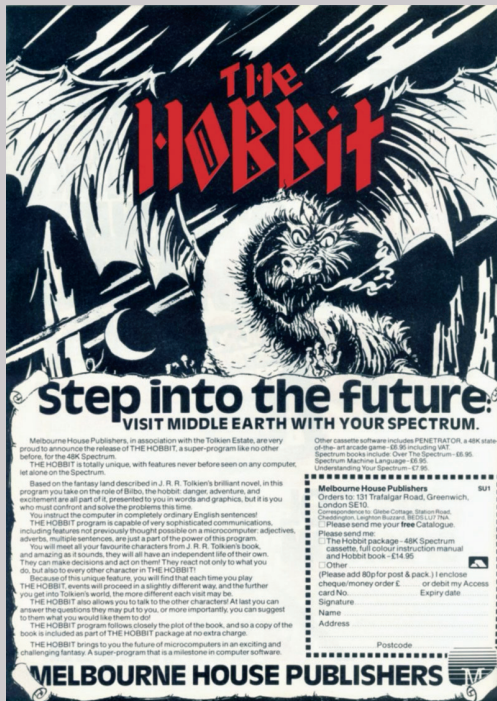 THE
HOBBIT
Step into the future:
VISIT MIDDLE EARTH WITH YOUR SPECTRUM.
Melbourne House Publishers, in association with the Tolkien Estate, are very
proud to announce the release of THE HOBBIT, a super-program like no other
before, for the 48K Spectrum.
THE HOBBIT is totally unique, with features never before seen on any computer,
let alone on the Spectrum.
Based on the fantasy land described in J. R. R. Tolkien's brilliant novel, in this
program you take on the role of Bilbo, the hobbit: danger, adventure, and
excitement are all part of it, presented to you in words and graphics, but it is you
who must confront and solve the problems this time.
You instruct the computer in completely ordinary English sentences!
THE HOBBIT program is capable of very sophisticated communications,
including features not previously thought possible on a microcomputer: adjectives,
adverbs, multiple sentences, are just a part of the power of this program.
You will meet all your favourite characters from J. R. R. Tolkien's book,
and amazing as it sounds, they will all have an independent life of their own.
They can make decisions and act on them! They react not only to what you
do, but also to every other character in THE HOBBIT!
Because of this unique feature, you will find that each time you play
THE HOBBIT, events will proceed in a slightly different way, and the further
you get into Tolkien's world, the more different each visit may be.
THE HOBBIT also allows you to talk to the other characters! At last you can
answer the questions they may put to you, or more importantly, you can suggest
to them what you would like them to do!
THE HOBBIT program follows closely the plot of the book, and so a copy of the
book is included as part of THE HOBBIT package at no extra charge.
THE HOBBIT brings to you the future of microcomputers in an exciting and
challenging fantasy. A super-program that is a milestone in computer software.
Other cassette software includes PENETRATOR, a 48K state-
of-the-art arcade game - £6.95 including VAT.
Spectrum books include: Over The Spectrum - £6.95.
Spectrum Machine Language - £6.95.
Understanding Your Spectrum - £7.95.
Melbourne House Publishers SU1
Orders to: 131 Trafalgar Road, Greenwich,
London SE10.
Correspondence to: Glebe Cottage, Station Road,
Cheddington, Leighton Buzzard, BEDS LU7 7NA.
Please send me your free Catalogue.
Please send me:
The Hobbit package - 48K Spectrum
cassette, full colour instruction manual
and Hobbit book - £14.95
Other
(Please add 80p for post & pack.) I enclose
cheque/money order £ or debit my Access
card No. Expiry date
Signature
Name
Address
Postcode
MELBOURNE HOUSE PUBLISHERS